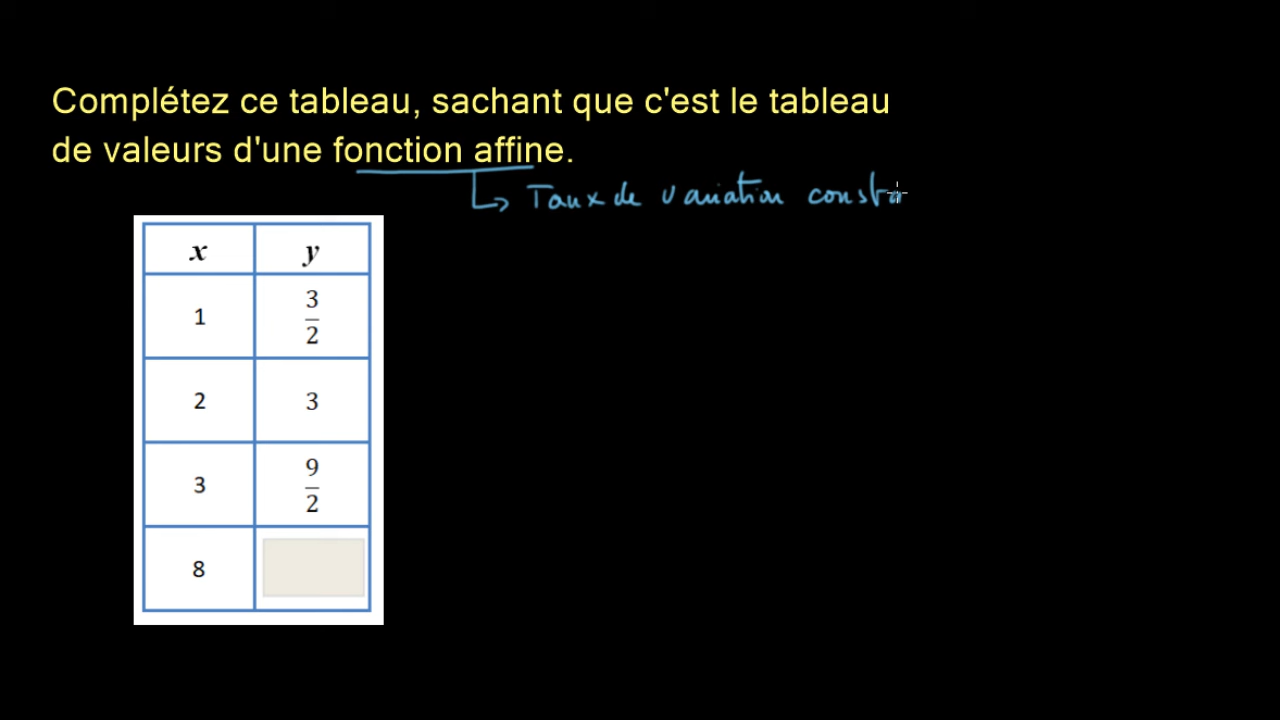 Complétez ce tableau, sachant que c'est le tableau
de valeurs d'une fonction affine.
Taux de variation consta
x y
1 3/2
2 3
3 9/2
8